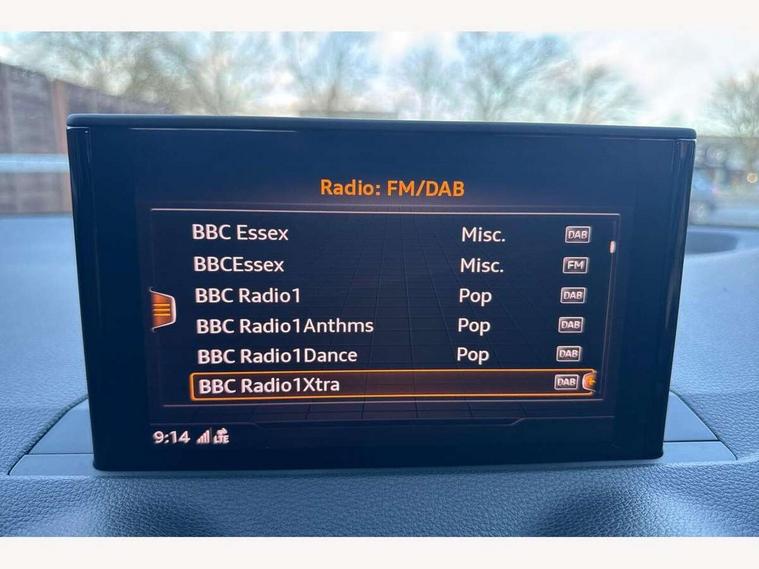 Radio: FM/DAB
BBC Essex Misc. DAB
BBCEssex Misc. FM
BBC Radio1 Pop DAB
BBC Radio1Anthms Pop DAB
BBC Radio1Dance Pop DAB
BBC Radio1Xtra DAB
9:14 LTE